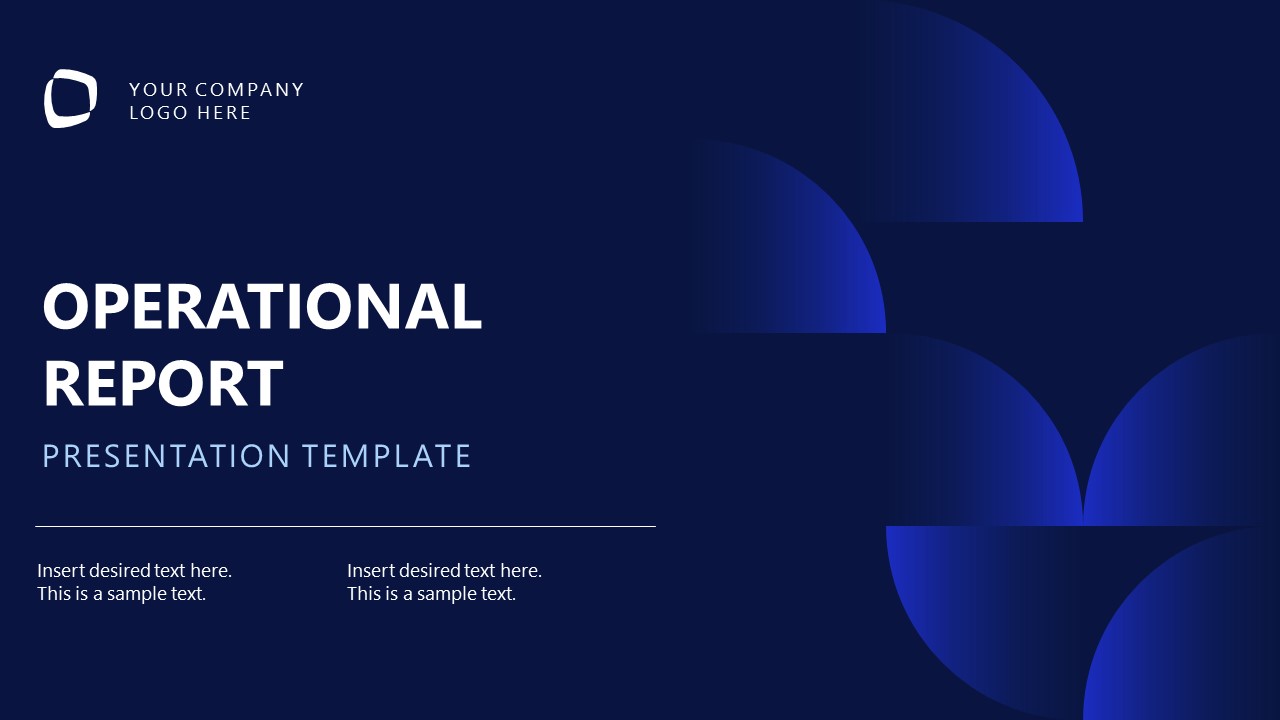 YOUR COMPANY
LOGO HERE
OPERATIONAL
REPORT
PRESENTATION TEMPLATE
Insert desired text here.
This is a sample text.
Insert desired text here.
This is a sample text.